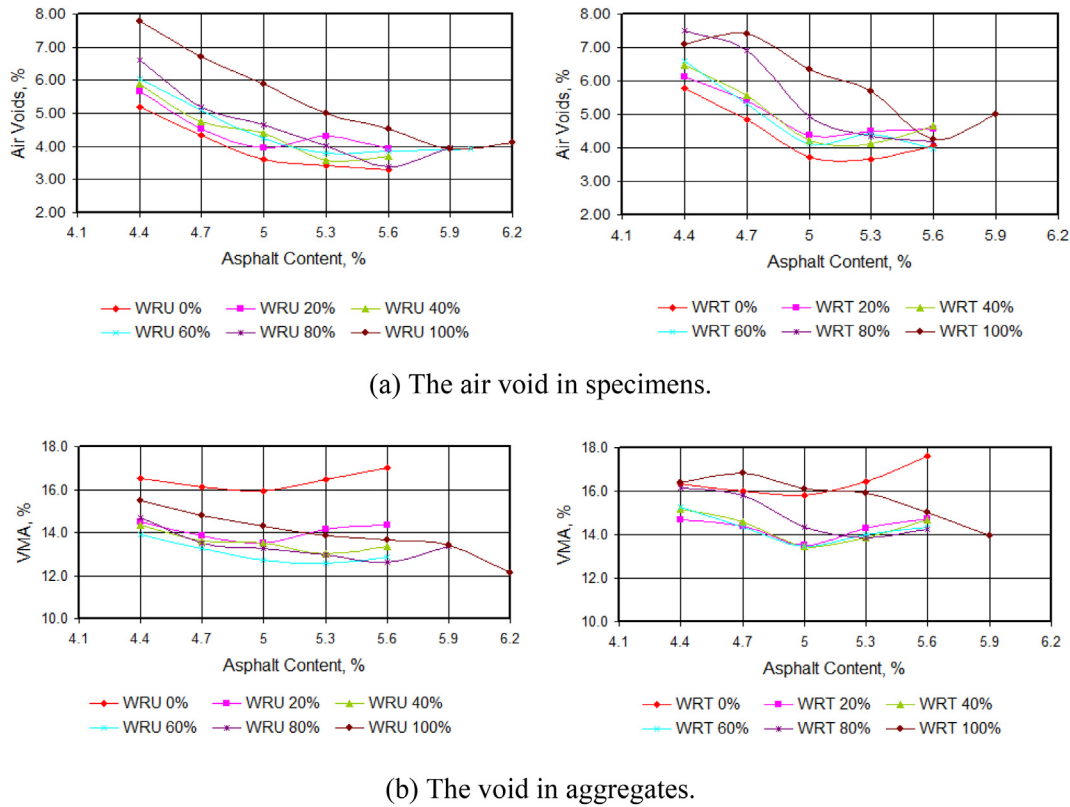 8.00
7.00
6.00
5.00
4.00
3.00
2.00
Air Voids, %
4.1 4.4 4.7 5 5.3 5.6 5.9 6.2
Asphalt Content, %
WRU 0% WRU 20% WRU 40%
WRU 60% WRU 80% WRU 100%
8.00
7.00
6.00
5.00
4.00
3.00
2.00
Air Voids, %
4.1 4.4 4.7 5 5.3 5.6 5.9 6.2
Asphalt Content, %
WRT 0% WRT 20% WRT 40%
WRT 60% WRT 80% WRT 100%
(a) The air void in specimens.
18.0
16.0
14.0
12.0
10.0
VMA, %
4.1 4.4 4.7 5 5.3 5.6 5.9 6.2
Asphalt Content, %
WRU 0% WRU 20% WRU 40%
WRU 60% WRU 80% WRU 100%
18.0
16.0
14.0
12.0
10.0
VMA, %
4.1 4.4 4.7 5 5.3 5.6 5.9 6.2
Asphalt Content, %
WRT 0% WRT 20% WRT 40%
WRT 60% WRT 80% WRT 100%
(b) The void in aggregates.